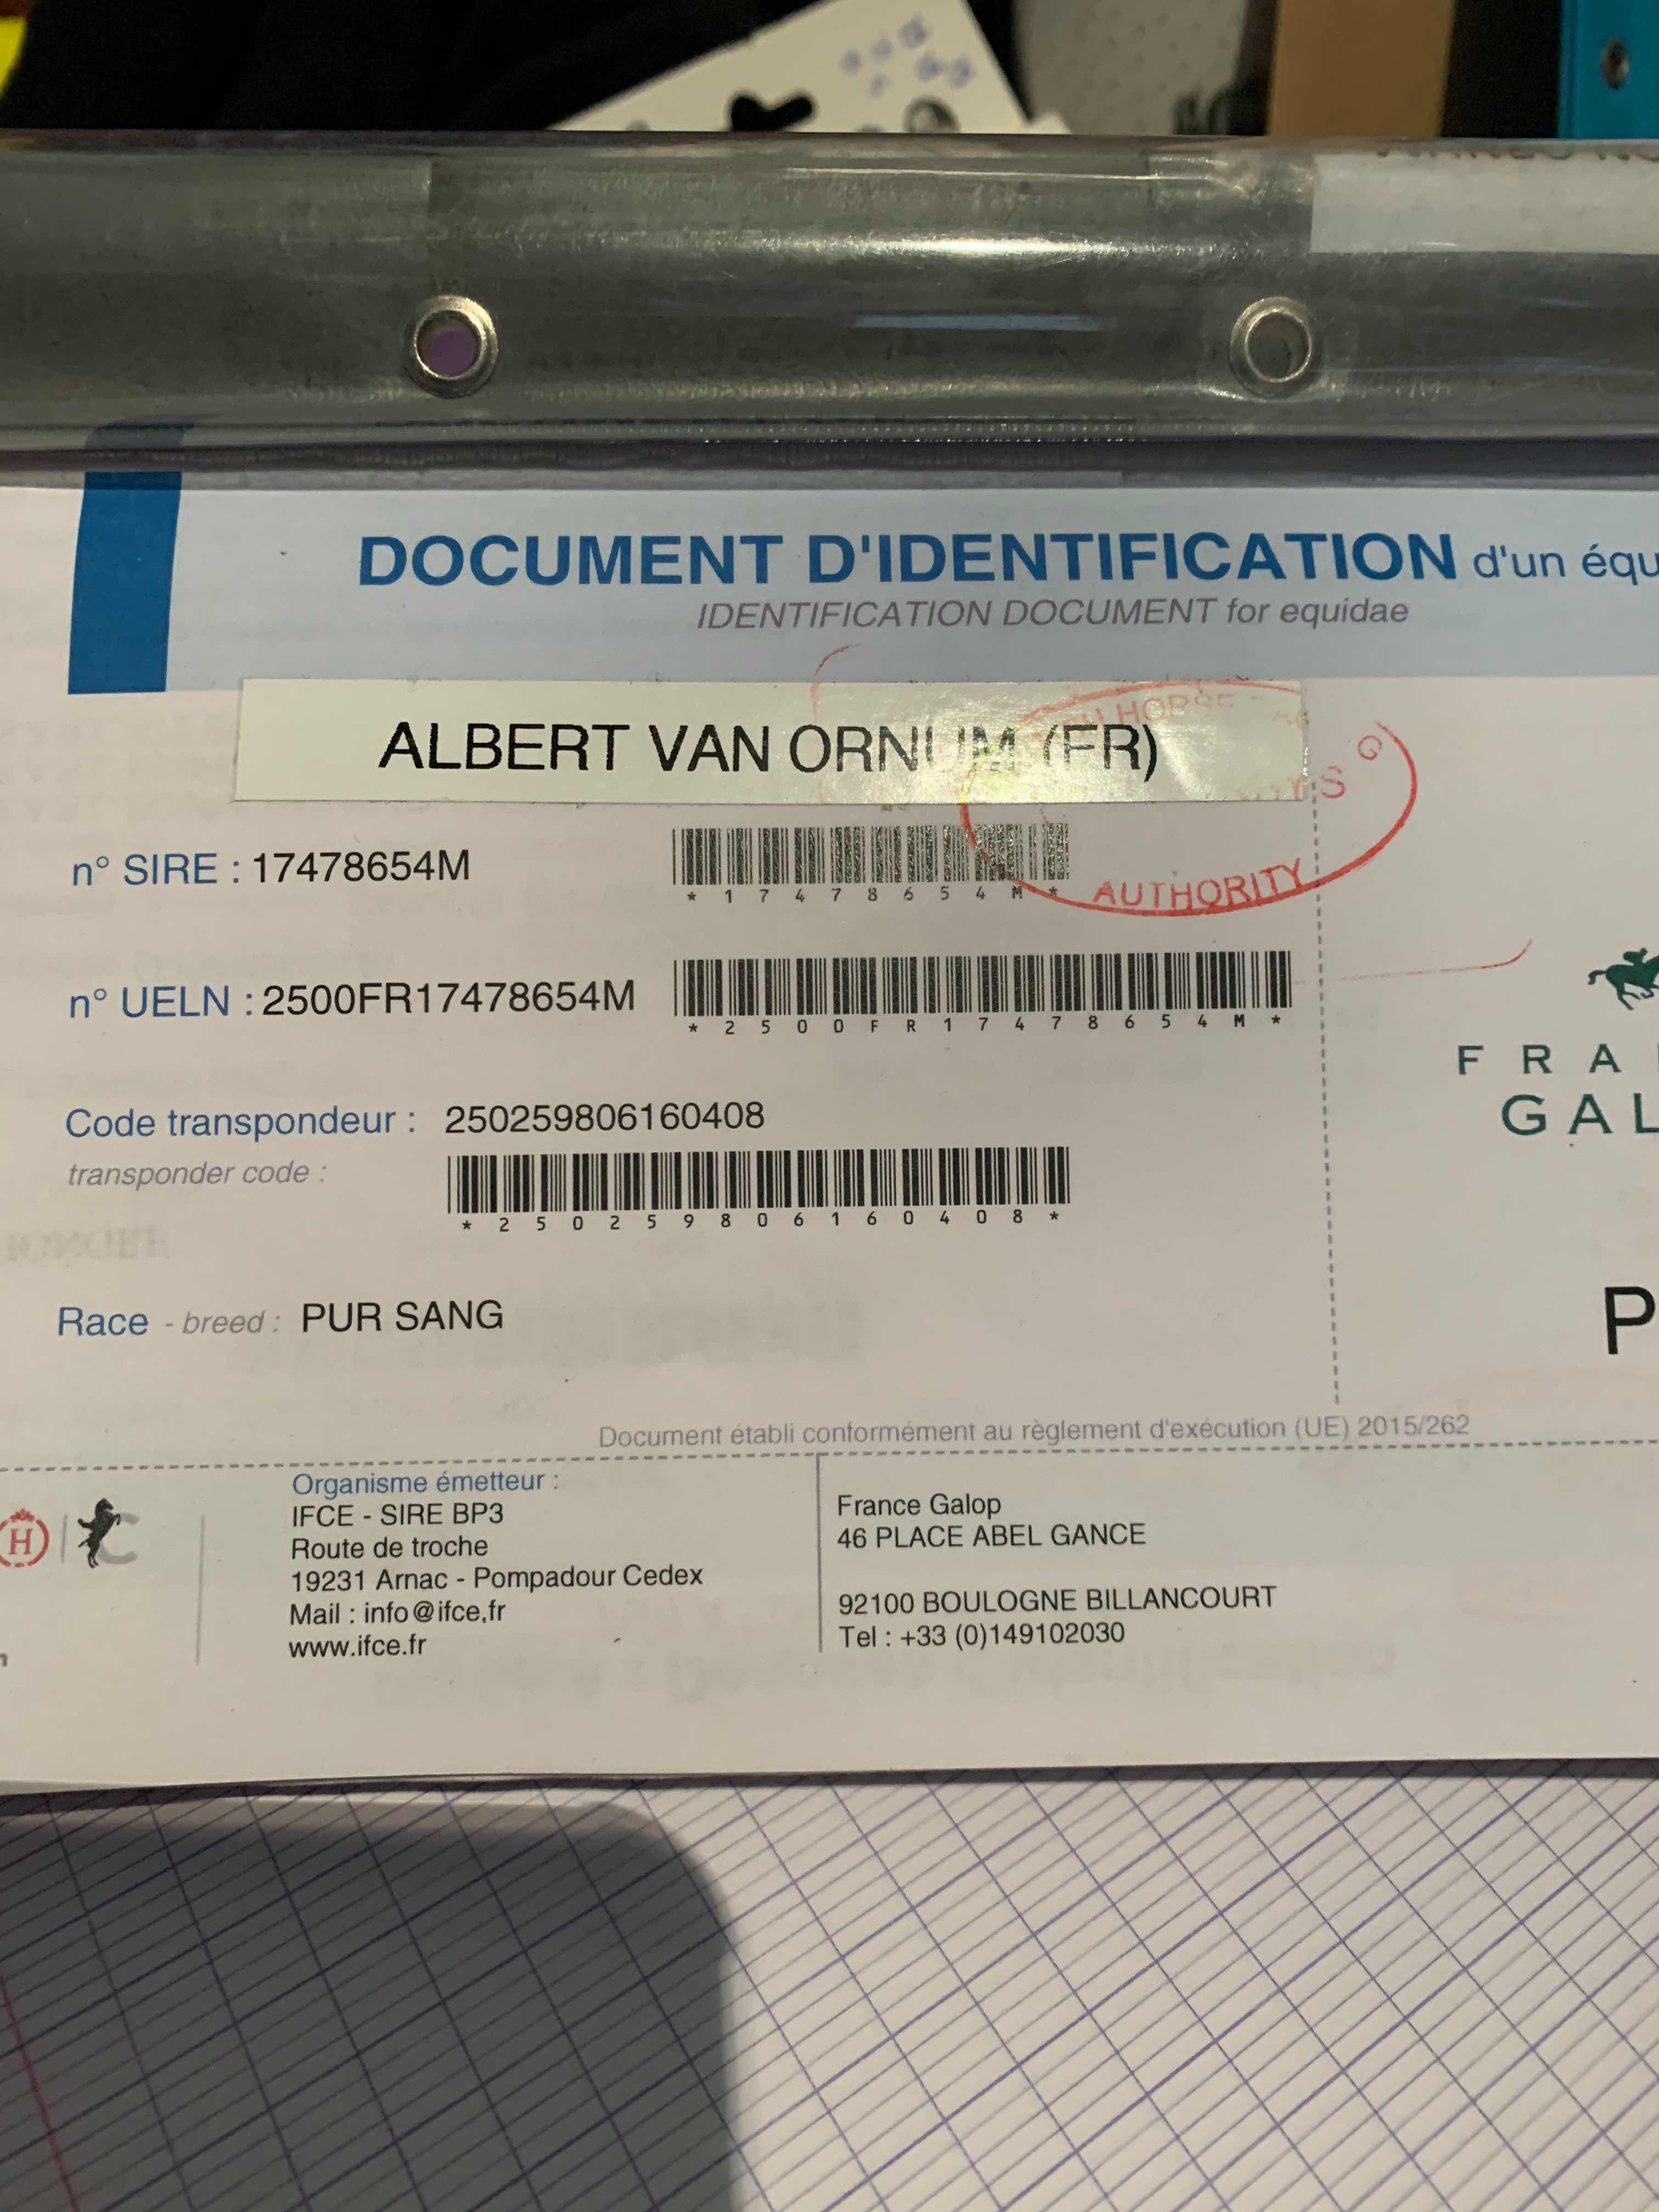 DOCUMENT D'IDENTIFICATION d'un équ
IDENTIFICATION DOCUMENT for equidae
ALBERT VAN ORNUM (FR)
HORSE
AUTHORITY
n° SIRE : 17478654M
* 1 7 4 7 8 6 5 4 M *
n° UELN : 2500FR17478654M
* 2 5 0 0 F R 1 7 4 7 8 6 5 4 M *
Code transpondeur : 250259806160408
transponder code :
* 2 5 0 2 5 9 8 0 6 1 6 0 4 0 8 *
Race - breed : PUR SANG
F R A
G A L
P
Document établi conformément au règlement d'exécution (UE) 2015/262
H
Organisme émetteur :
IFCE - SIRE BP3
Route de troche
19231 Arnac - Pompadour Cedex
Mail : info@ifce,fr
www.ifce.fr
France Galop
46 PLACE ABEL GANCE
92100 BOULOGNE BILLANCOURT
Tel : +33 (0)149102030